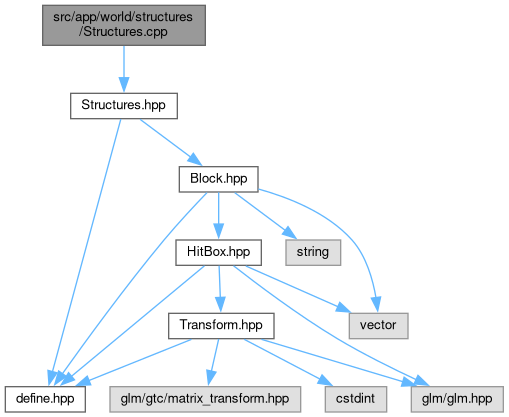 src/app/world/structures
/Structures.cpp
Structures.hpp
Block.hpp
HitBox.hpp
string
Transform.hpp
vector
define.hpp
glm/gtc/matrix_transform.hpp
cstdint
glm/glm.hpp